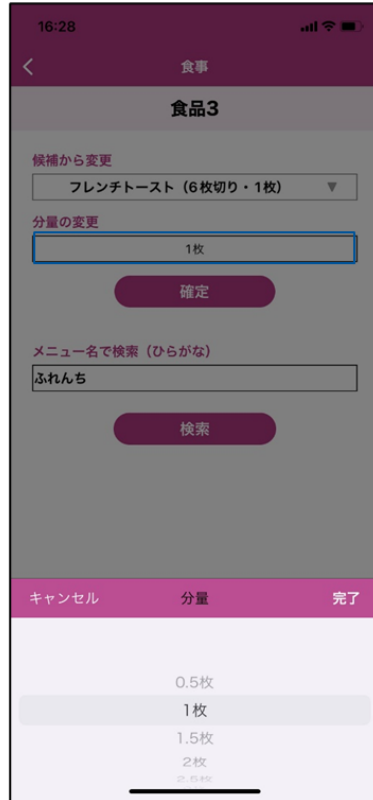 16:28
食事
食品3
候補から変更
フレンチトースト（6枚切り・1枚） ▼
分量の変更
1枚
確定
メニュー名で検索（ひらがな）
ふれんち
検索
キャンセル 分量 完了
0.5枚
1枚
1.5枚
2枚
2.5枚